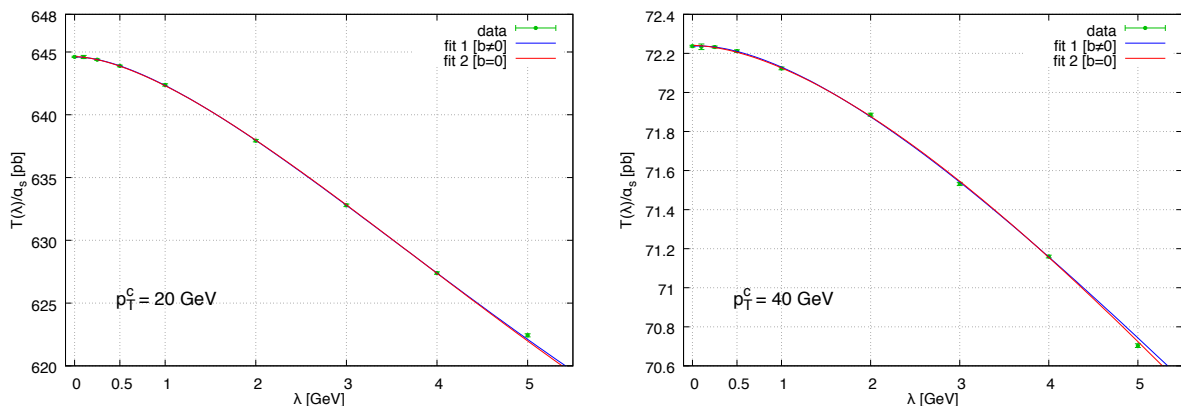 648
645
640
635
630
625
620
T(λ)/α_s [pb]
data
fit 1 [b≠0]
fit 2 [b=0]
p_T^c = 20 GeV
0 0.5 1 2 3 4 5
λ [GeV]
72.4
72.2
72
71.8
71.6
71.4
71.2
71
70.8
70.6
T(λ)/α_s [pb]
data
fit 1 [b≠0]
fit 2 [b=0]
p_T^c = 40 GeV
0 0.5 1 2 3 4 5
λ [GeV]